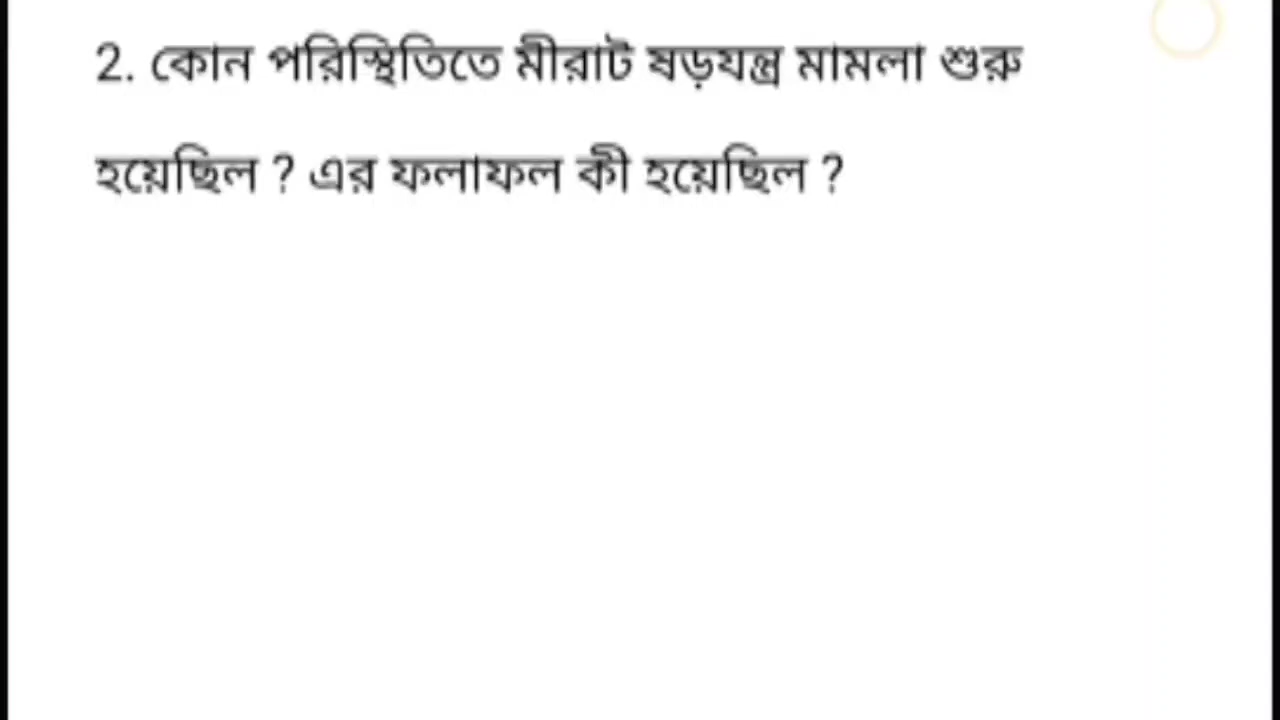 2. কোন পরিস্থিতিতে মীরাট ষড়যন্ত্র মামলা শুরু
হয়েছিল ? এর ফলাফল কী হয়েছিল ?